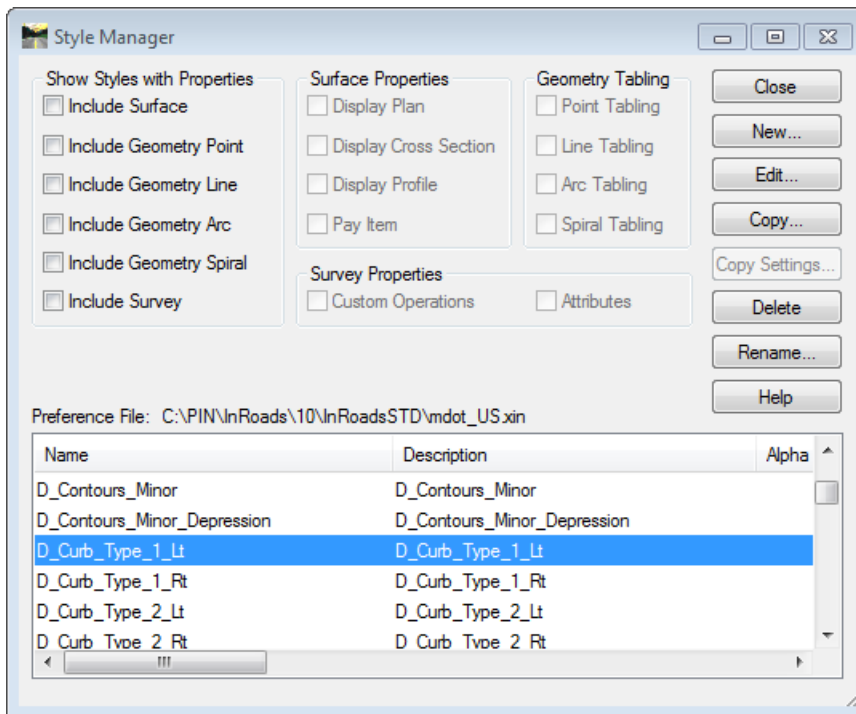 Style Manager
Show Styles with Properties
Include Surface
Include Geometry Point
Include Geometry Line
Include Geometry Arc
Include Geometry Spiral
Include Survey
Surface Properties
Display Plan
Display Cross Section
Display Profile
Pay Item
Geometry Tabling
Point Tabling
Line Tabling
Arc Tabling
Spiral Tabling
Survey Properties
Custom Operations Attributes
Close
New...
Edit...
Copy...
Copy Settings...
Delete
Rename...
Help
Preference File: C:\PIN\InRoads\10\InRoadsSTD\mdot_US.xin
Name Description Alpha
D_Contours_Minor D_Contours_Minor
D_Contours_Minor_Depression D_Contours_Minor_Depression
D_Curb_Type_1_Lt D_Curb_Type_1_Lt
D_Curb_Type_1_Rt D_Curb_Type_1_Rt
D_Curb_Type_2_Lt D_Curb_Type_2_Lt
D_Curb_Type_2_Rt D_Curb_Type_2_Rt